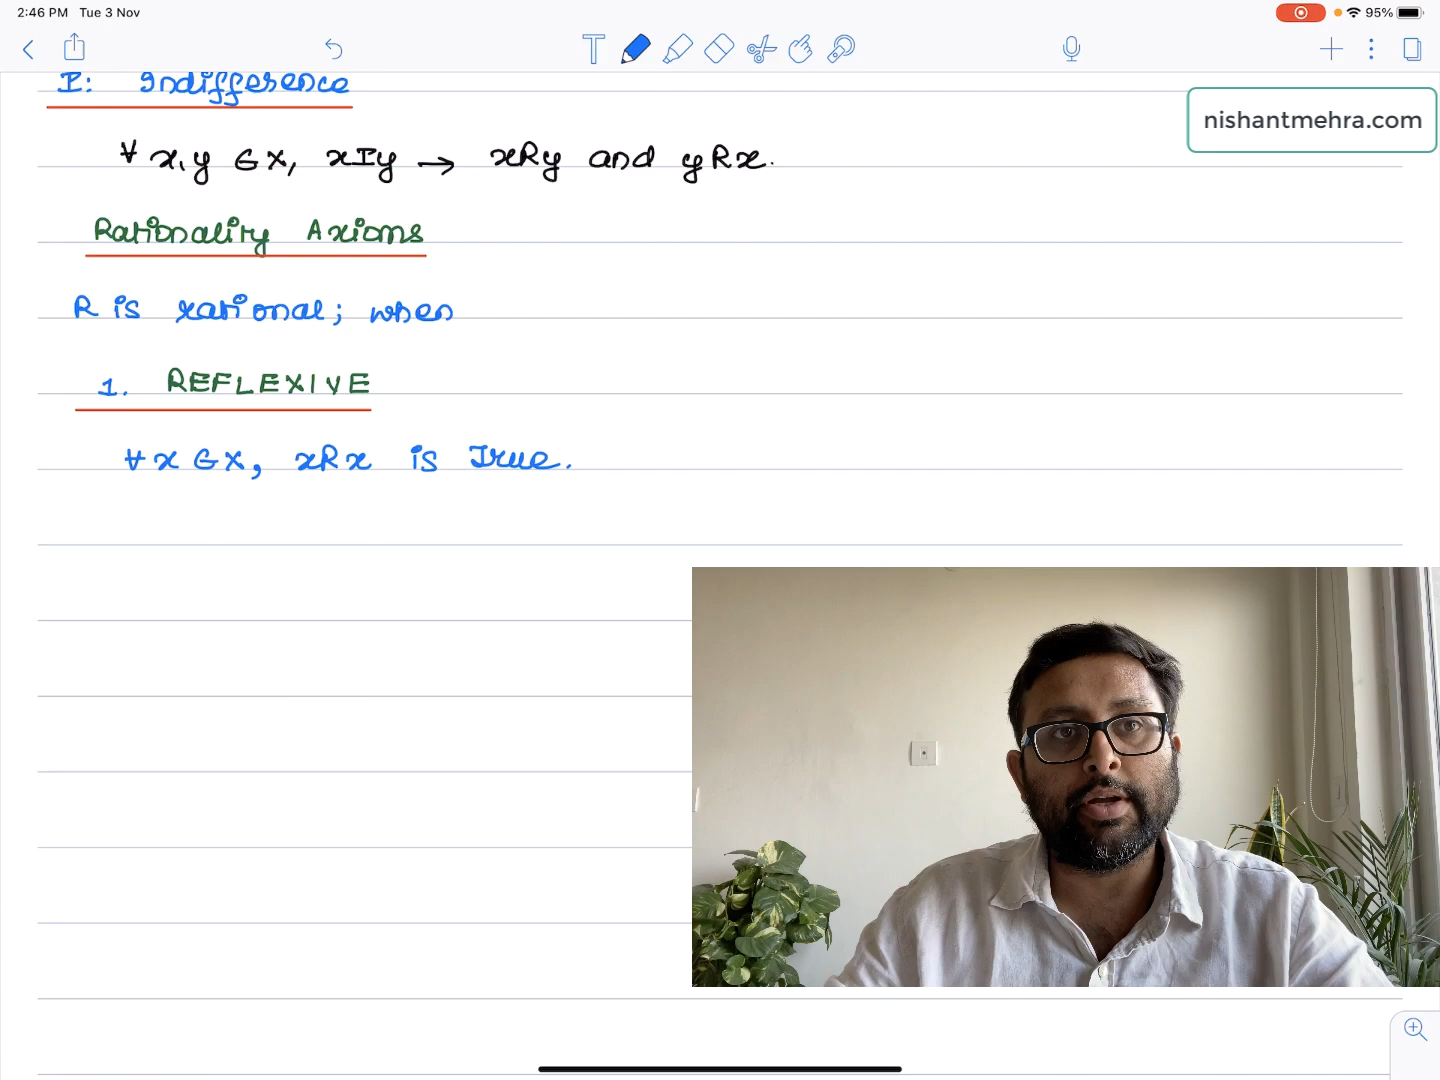 2:46 PM Tue 3 Nov
95%
T
I: Indifference
nishantmehra.com
∀ x,y ∈ X, xIy → xRy and yRx.
Rationality Axioms
R is rational; when
1. REFLEXIVE
∀ x ∈ X, xRx is True.